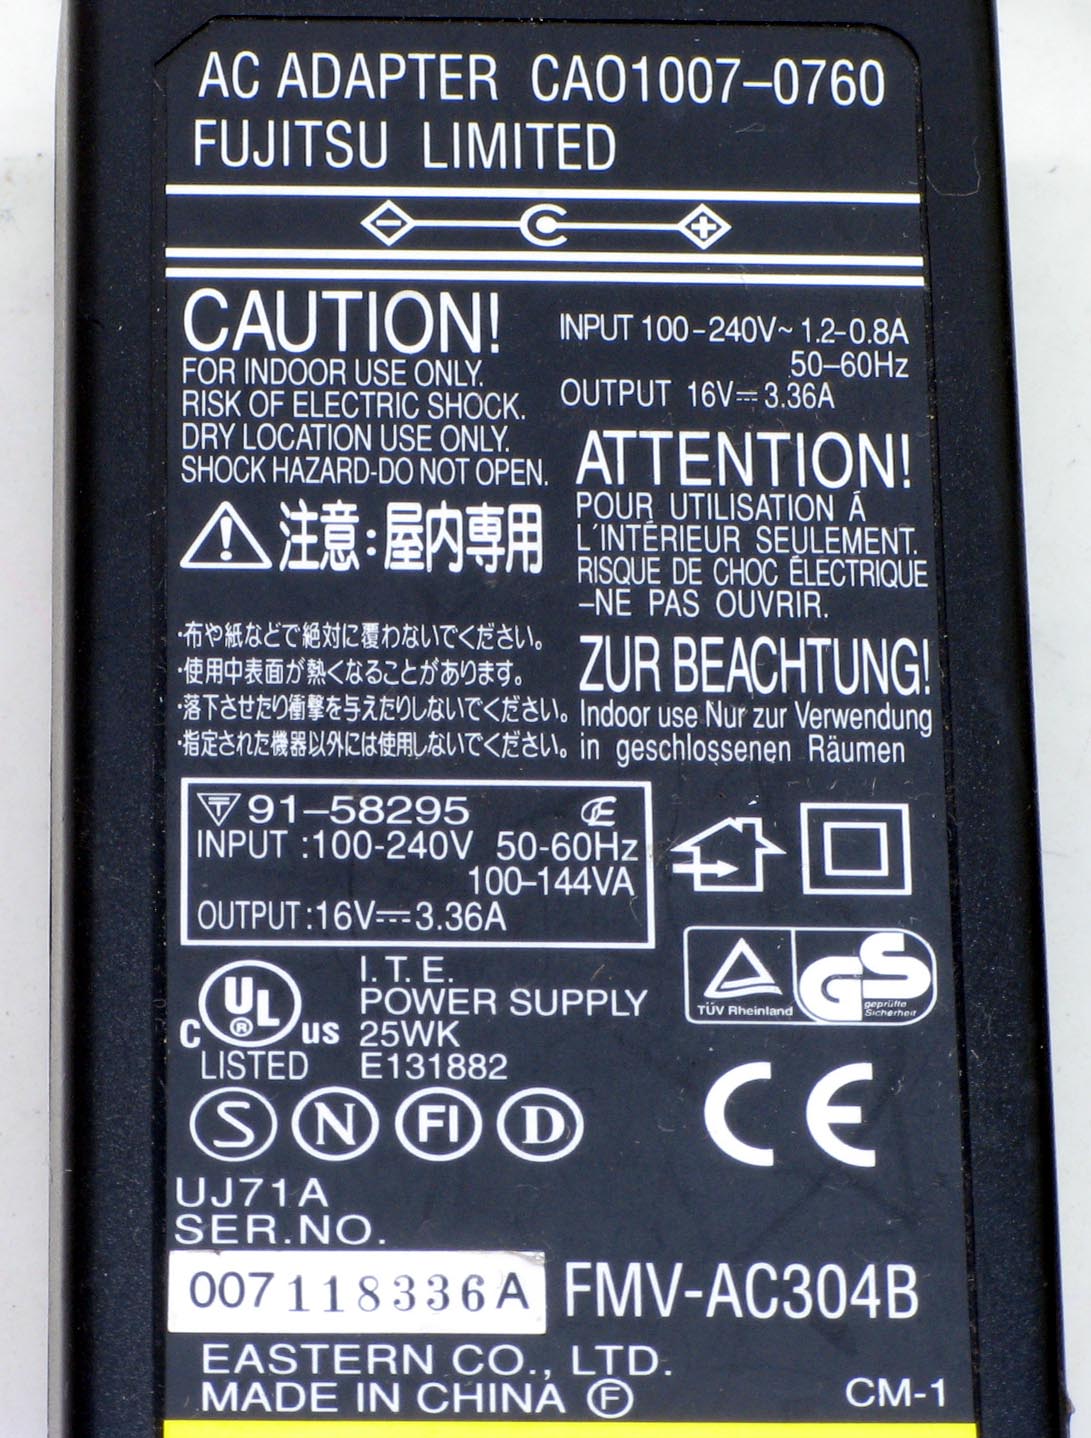 AC ADAPTER CA01007-0760
FUJITSU LIMITED
CAUTION!
FOR INDOOR USE ONLY.
RISK OF ELECTRIC SHOCK.
DRY LOCATION USE ONLY.
SHOCK HAZARD-DO NOT OPEN.
INPUT 100-240V~ 1.2-0.8A
50-60Hz
OUTPUT 16V⎓3.36A
ATTENTION!
POUR UTILISATION Á
L'INTÉRIEUR SEULEMENT.
RISQUE DE CHOC ÉLECTRIQUE
-NE PAS OUVRIR.
注意:屋内専用
・布や紙などで絶対に覆わないでください。
・使用中表面が熱くなることがあります。
・落下させたり衝撃を与えたりしないでください。
・指定された機器以外には使用しないでください。
ZUR BEACHTUNG!
Indoor use Nur zur Verwendung
in geschlossenen Räumen
91-58295
INPUT :100-240V 50-60Hz
100-144VA
OUTPUT:16V⎓3.36A
TÜV Rheinland
GS
geprüfte
Sicherheit
C UL ® US
LISTED
I.T.E.
POWER SUPPLY
25WK
E131882
S N FI D
CE
UJ71A
SER.NO.
007118336A
FMV-AC304B
EASTERN CO., LTD.
MADE IN CHINA Ⓕ
CM-1